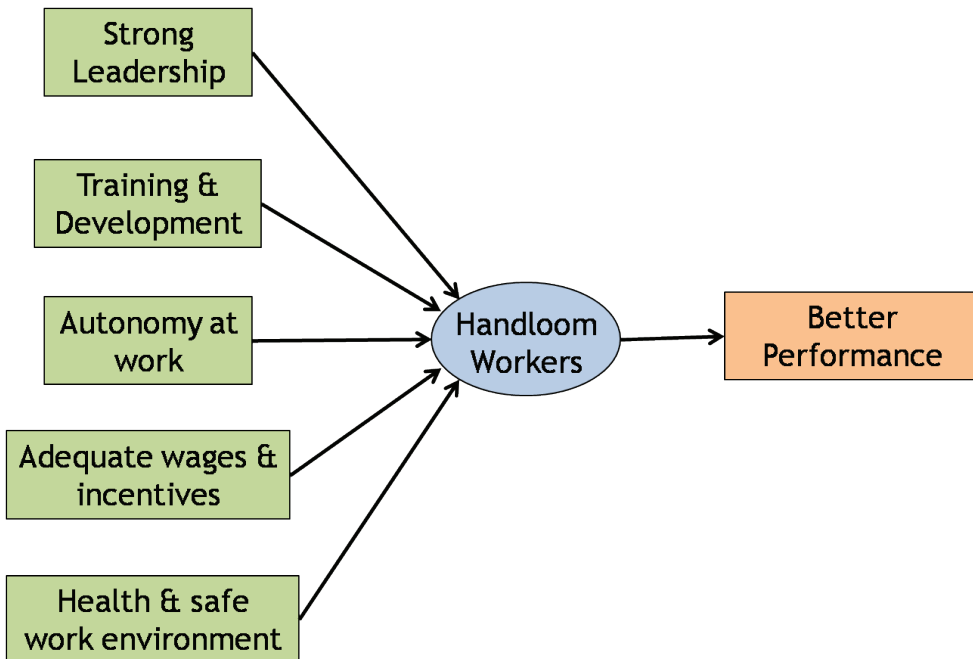 Strong
Leadership
Training &
Development
Autonomy at
work
Adequate wages &
incentives
Health & safe
work environment
Handloom
Workers
Better
Performance